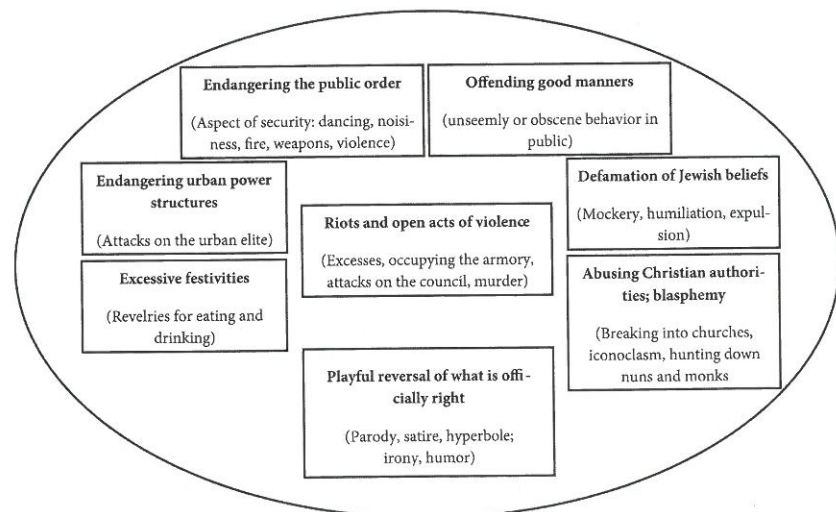 Endangering the public order
(Aspect of security: dancing, noisi-
ness, fire, weapons, violence)
Offending good manners
(unseemly or obscene behavior in
public)
Endangering urban power
structures
(Attacks on the urban elite)
Riots and open acts of violence
(Excesses, occupying the armory,
attacks on the council, murder)
Defamation of Jewish beliefs
(Mockery, humiliation, expul-
sion)
Excessive festivities
(Revelries for eating and
drinking)
Abusing Christian authori-
ties; blasphemy
(Breaking into churches,
iconoclasm, hunting down
nuns and monks
Playful reversal of what is offi-
cially right
(Parody, satire, hyperbole;
irony, humor)